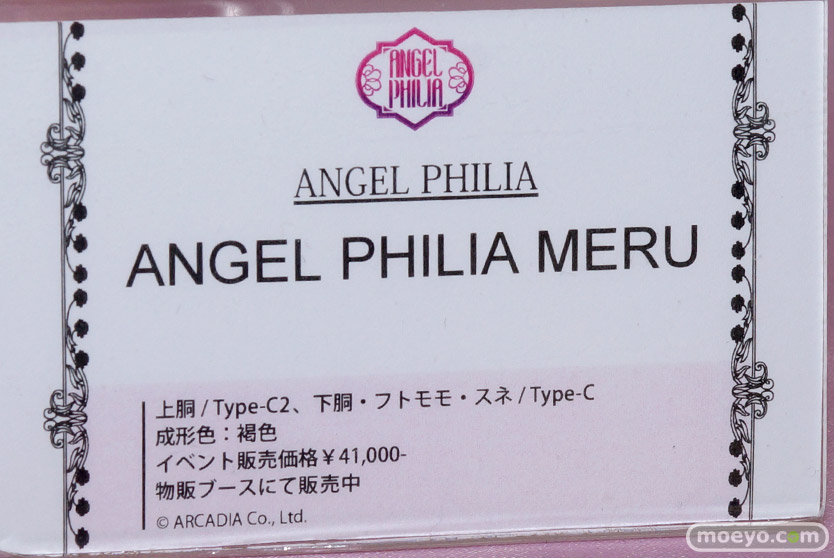 ANGEL
PHILIA
ANGEL PHILIA
ANGEL PHILIA MERU
上胴 / Type-C2、下胴・フトモモ・スネ / Type-C
成形色：褐色
イベント販売価格￥41,000-
物販ブースにて販売中
© ARCADIA Co., Ltd.
moeyo.com